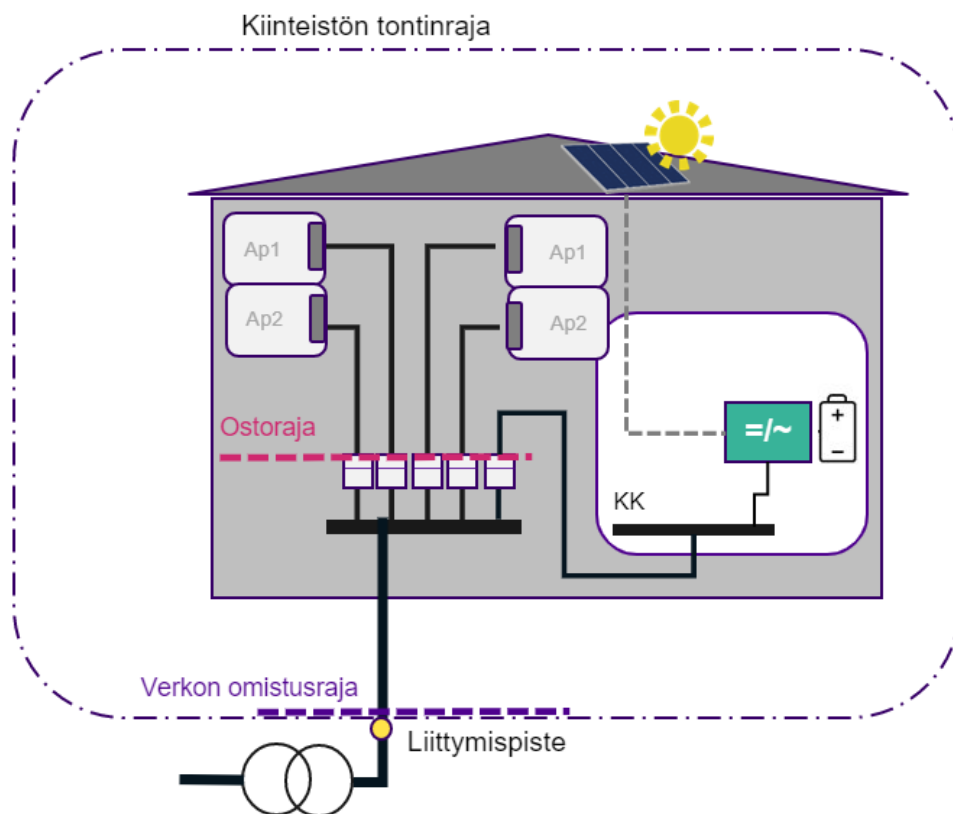 Kiinteistön tontinraja
Ap1
Ap1
Ap2
Ap2
Ostoraja
=/~
+
−
KK
Verkon omistusraja
Liittymispiste